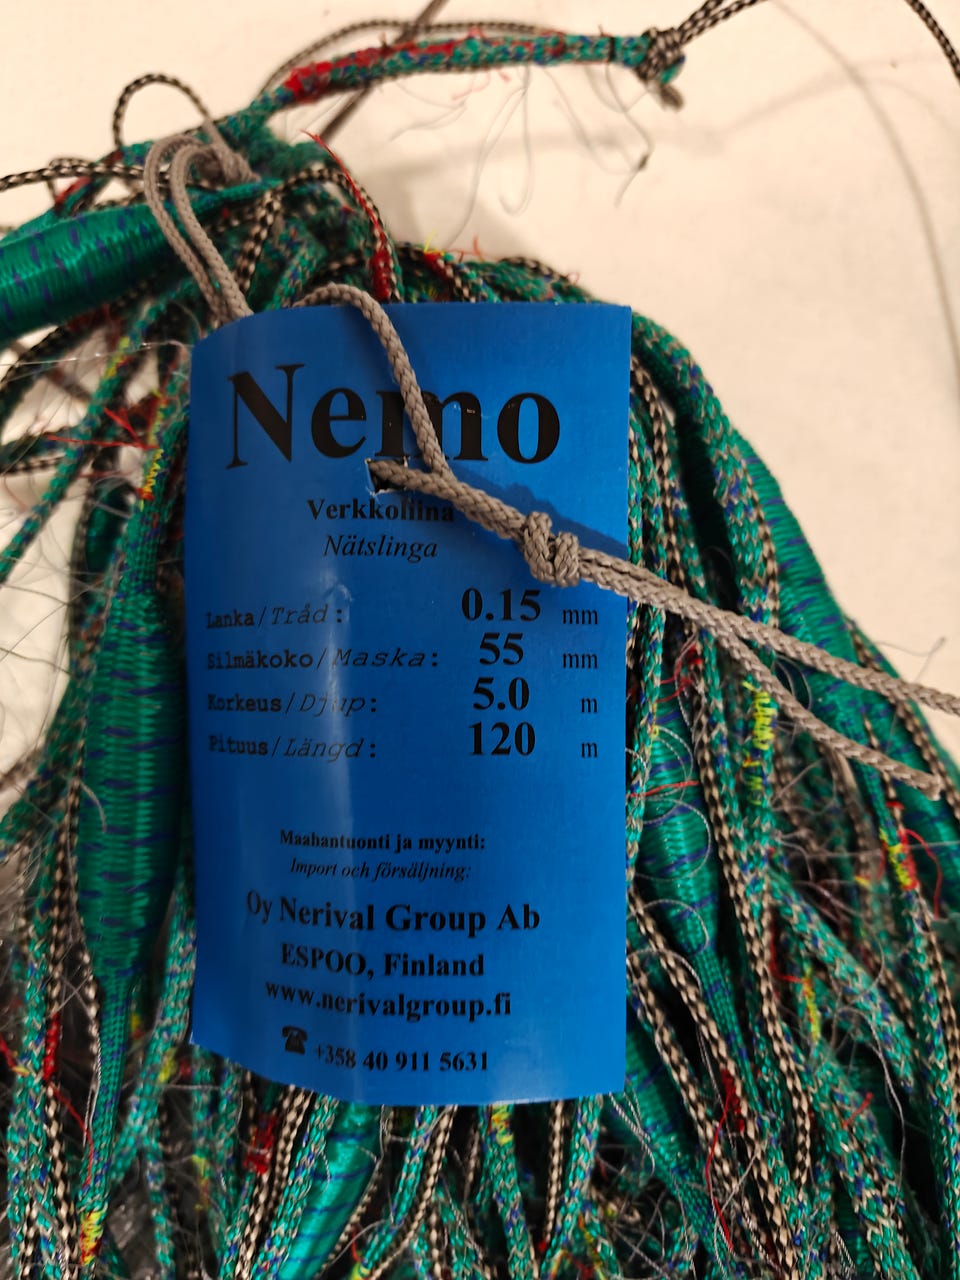 Nemo
Verkkoliina
Nätslinga
Lanka/Tråd: 0.15 mm
Silmäkoko/Maska: 55 mm
Korkeus/Djup: 5.0 m
Pituus/Längd: 120 m
Maahantuonti ja myynti:
Import och försäljning:
Oy Nerival Group Ab
ESPOO, Finland
www.nerivalgroup.fi
☎ +358 40 911 5631